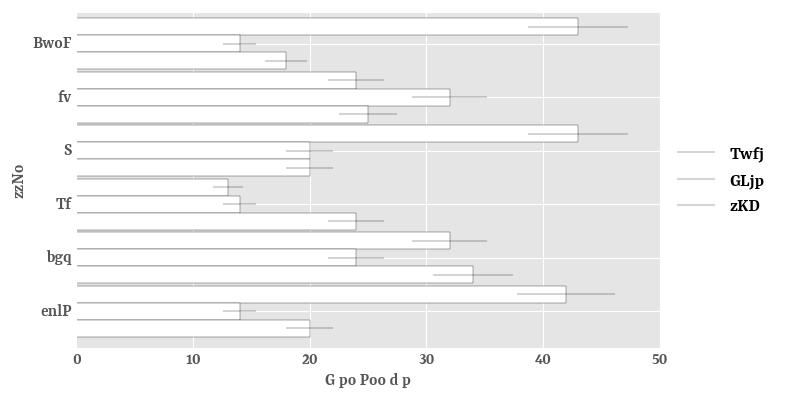 BwoF
fv
S
Tf
bgq
enlP
zzNo
0 10 20 30 40 50
G po Poo d p
Twfj
GLjp
zKD